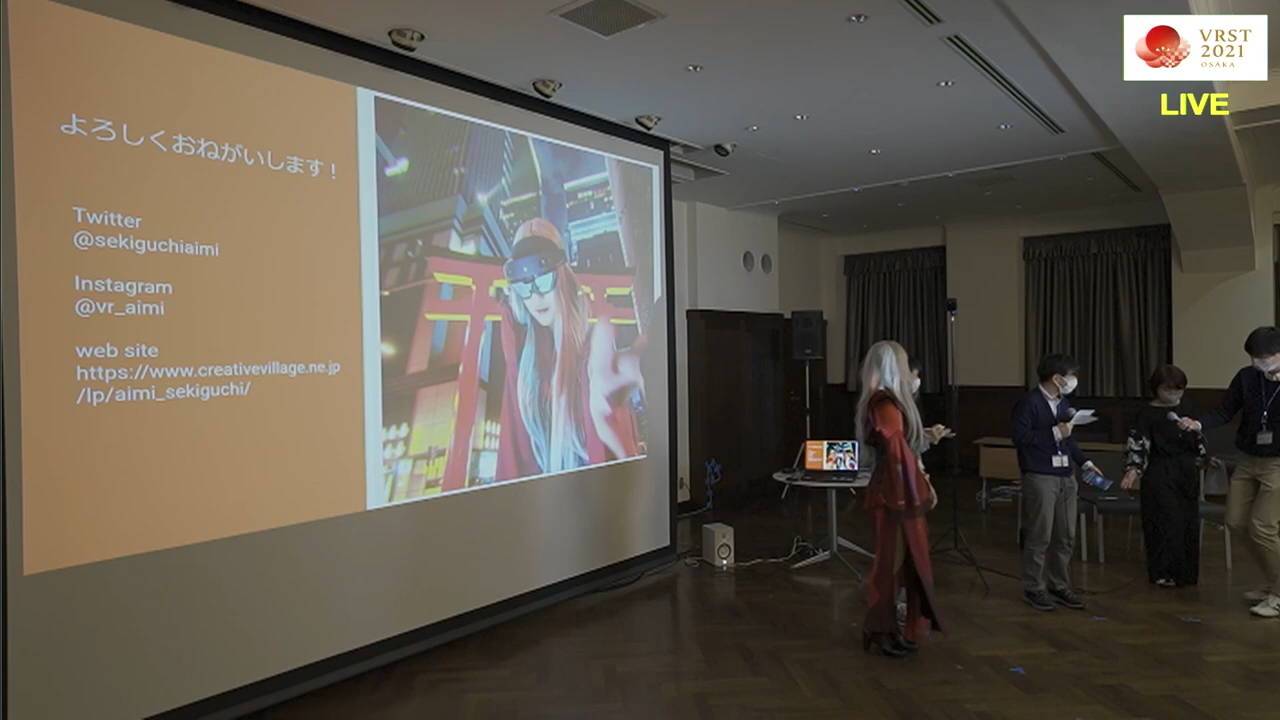 よろしくおねがいします！
Twitter
@sekiguchiaimi
Instagram
@vr_aimi
web site
https://www.creativevillage.ne.jp
/lp/aimi_sekiguchi/
VRST
2021
OSAKA
LIVE